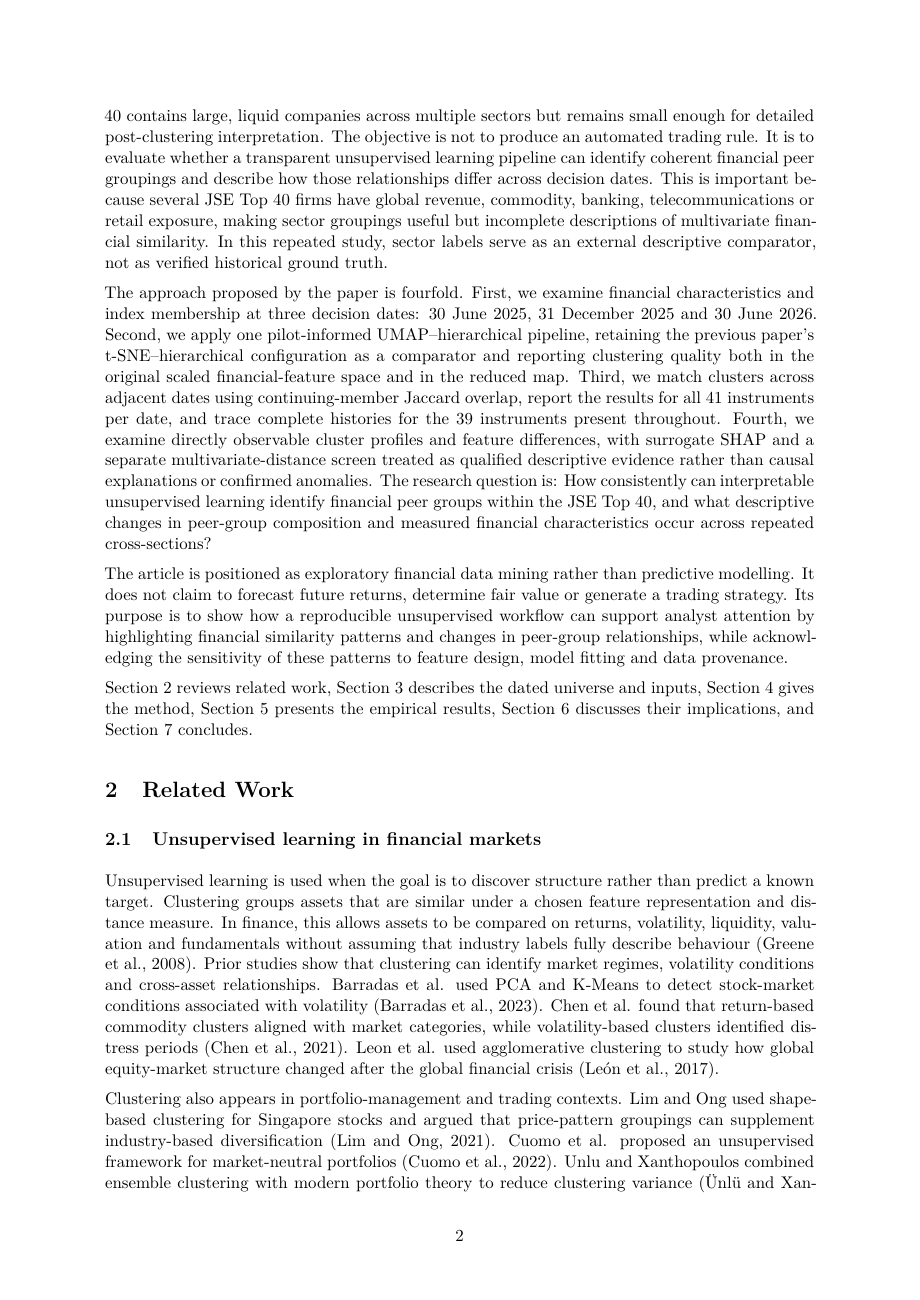 40 contains large, liquid companies across multiple sectors but remains small enough for detailed
post-clustering interpretation. The objective is not to produce an automated trading rule. It is to
evaluate whether a transparent unsupervised learning pipeline can identify coherent financial peer
groupings and describe how those relationships differ across decision dates. This is important be-
cause several JSE Top 40 firms have global revenue, commodity, banking, telecommunications or
retail exposure, making sector groupings useful but incomplete descriptions of multivariate finan-
cial similarity. In this repeated study, sector labels serve as an external descriptive comparator,
not as verified historical ground truth.
The approach proposed by the paper is fourfold. First, we examine financial characteristics and
index membership at three decision dates: 30 June 2025, 31 December 2025 and 30 June 2026.
Second, we apply one pilot-informed UMAP–hierarchical pipeline, retaining the previous paper's
t-SNE–hierarchical configuration as a comparator and reporting clustering quality both in the
original scaled financial-feature space and in the reduced map. Third, we match clusters across
adjacent dates using continuing-member Jaccard overlap, report the results for all 41 instruments
per date, and trace complete histories for the 39 instruments present throughout. Fourth, we
examine directly observable cluster profiles and feature differences, with surrogate SHAP and a
separate multivariate-distance screen treated as qualified descriptive evidence rather than causal
explanations or confirmed anomalies. The research question is: How consistently can interpretable
unsupervised learning identify financial peer groups within the JSE Top 40, and what descriptive
changes in peer-group composition and measured financial characteristics occur across repeated
cross-sections?
The article is positioned as exploratory financial data mining rather than predictive modelling. It
does not claim to forecast future returns, determine fair value or generate a trading strategy. Its
purpose is to show how a reproducible unsupervised workflow can support analyst attention by
highlighting financial similarity patterns and changes in peer-group relationships, while acknowl-
edging the sensitivity of these patterns to feature design, model fitting and data provenance.
Section 2 reviews related work, Section 3 describes the dated universe and inputs, Section 4 gives
the method, Section 5 presents the empirical results, Section 6 discusses their implications, and
Section 7 concludes.
2 Related Work
2.1 Unsupervised learning in financial markets
Unsupervised learning is used when the goal is to discover structure rather than predict a known
target. Clustering groups assets that are similar under a chosen feature representation and dis-
tance measure. In finance, this allows assets to be compared on returns, volatility, liquidity, valu-
ation and fundamentals without assuming that industry labels fully describe behaviour (Greene
et al., 2008). Prior studies show that clustering can identify market regimes, volatility conditions
and cross-asset relationships. Barradas et al. used PCA and K-Means to detect stock-market
conditions associated with volatility (Barradas et al., 2023). Chen et al. found that return-based
commodity clusters aligned with market categories, while volatility-based clusters identified dis-
tress periods (Chen et al., 2021). Leon et al. used agglomerative clustering to study how global
equity-market structure changed after the global financial crisis (León et al., 2017).
Clustering also appears in portfolio-management and trading contexts. Lim and Ong used shape-
based clustering for Singapore stocks and argued that price-pattern groupings can supplement
industry-based diversification (Lim and Ong, 2021). Cuomo et al. proposed an unsupervised
framework for market-neutral portfolios (Cuomo et al., 2022). Unlu and Xanthopoulos combined
ensemble clustering with modern portfolio theory to reduce clustering variance (Ünlü and Xan-
2